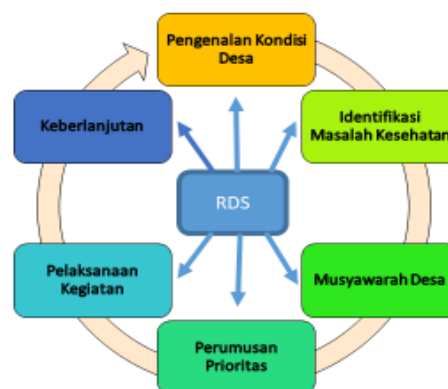 Pengenalan Kondisi
Desa
Identifikasi
Masalah Kesehatan
Musyawarah Desa
Perumusan
Prioritas
Pelaksanaan
Kegiatan
Keberlanjutan
RDS